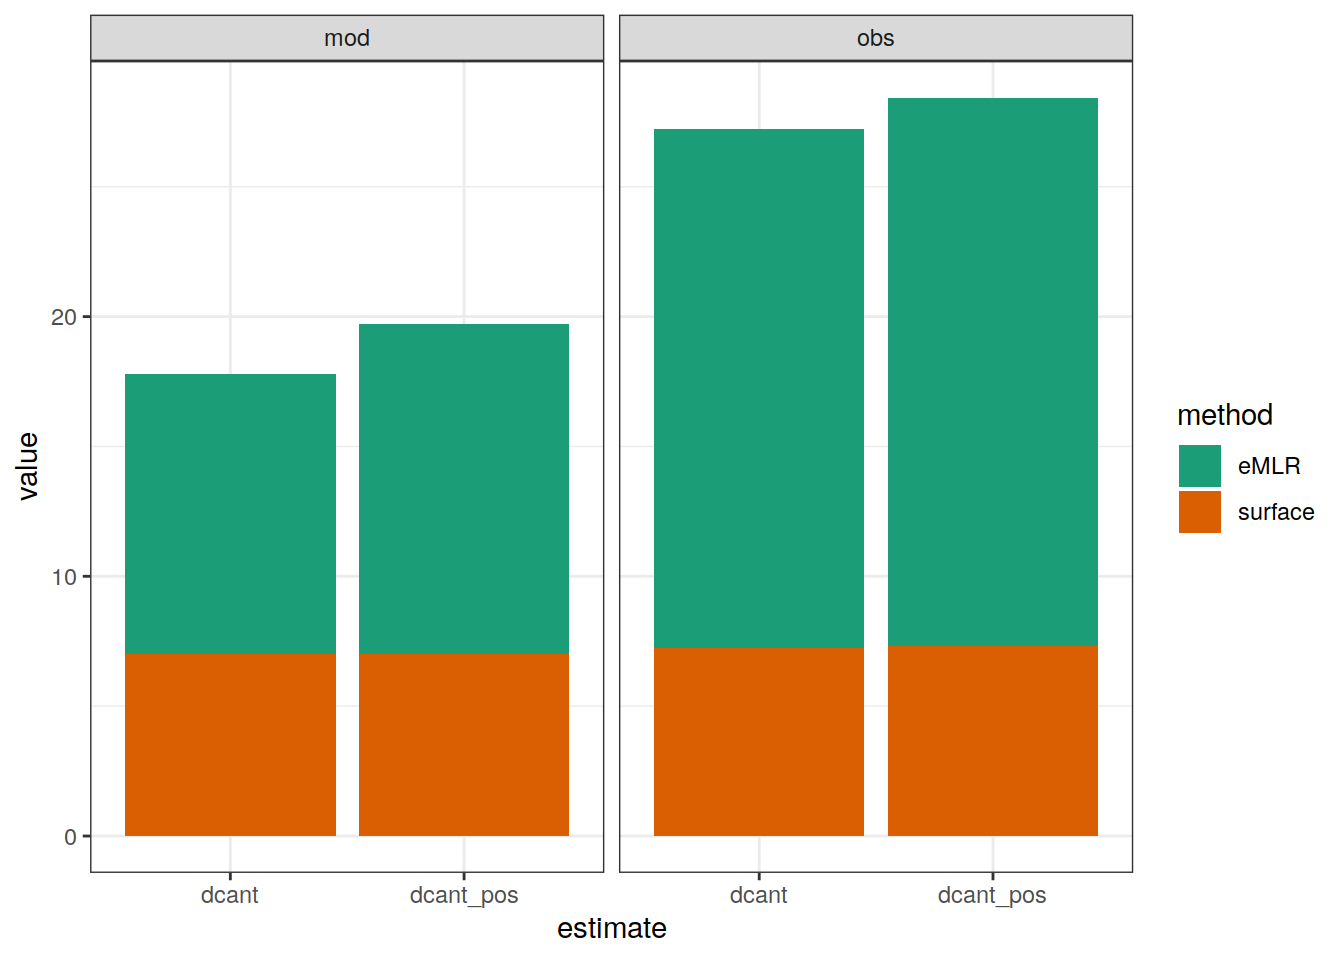 mod
obs
value
20
10
0
dcant
dcant_pos
dcant
dcant_pos
estimate
method
eMLR
surface